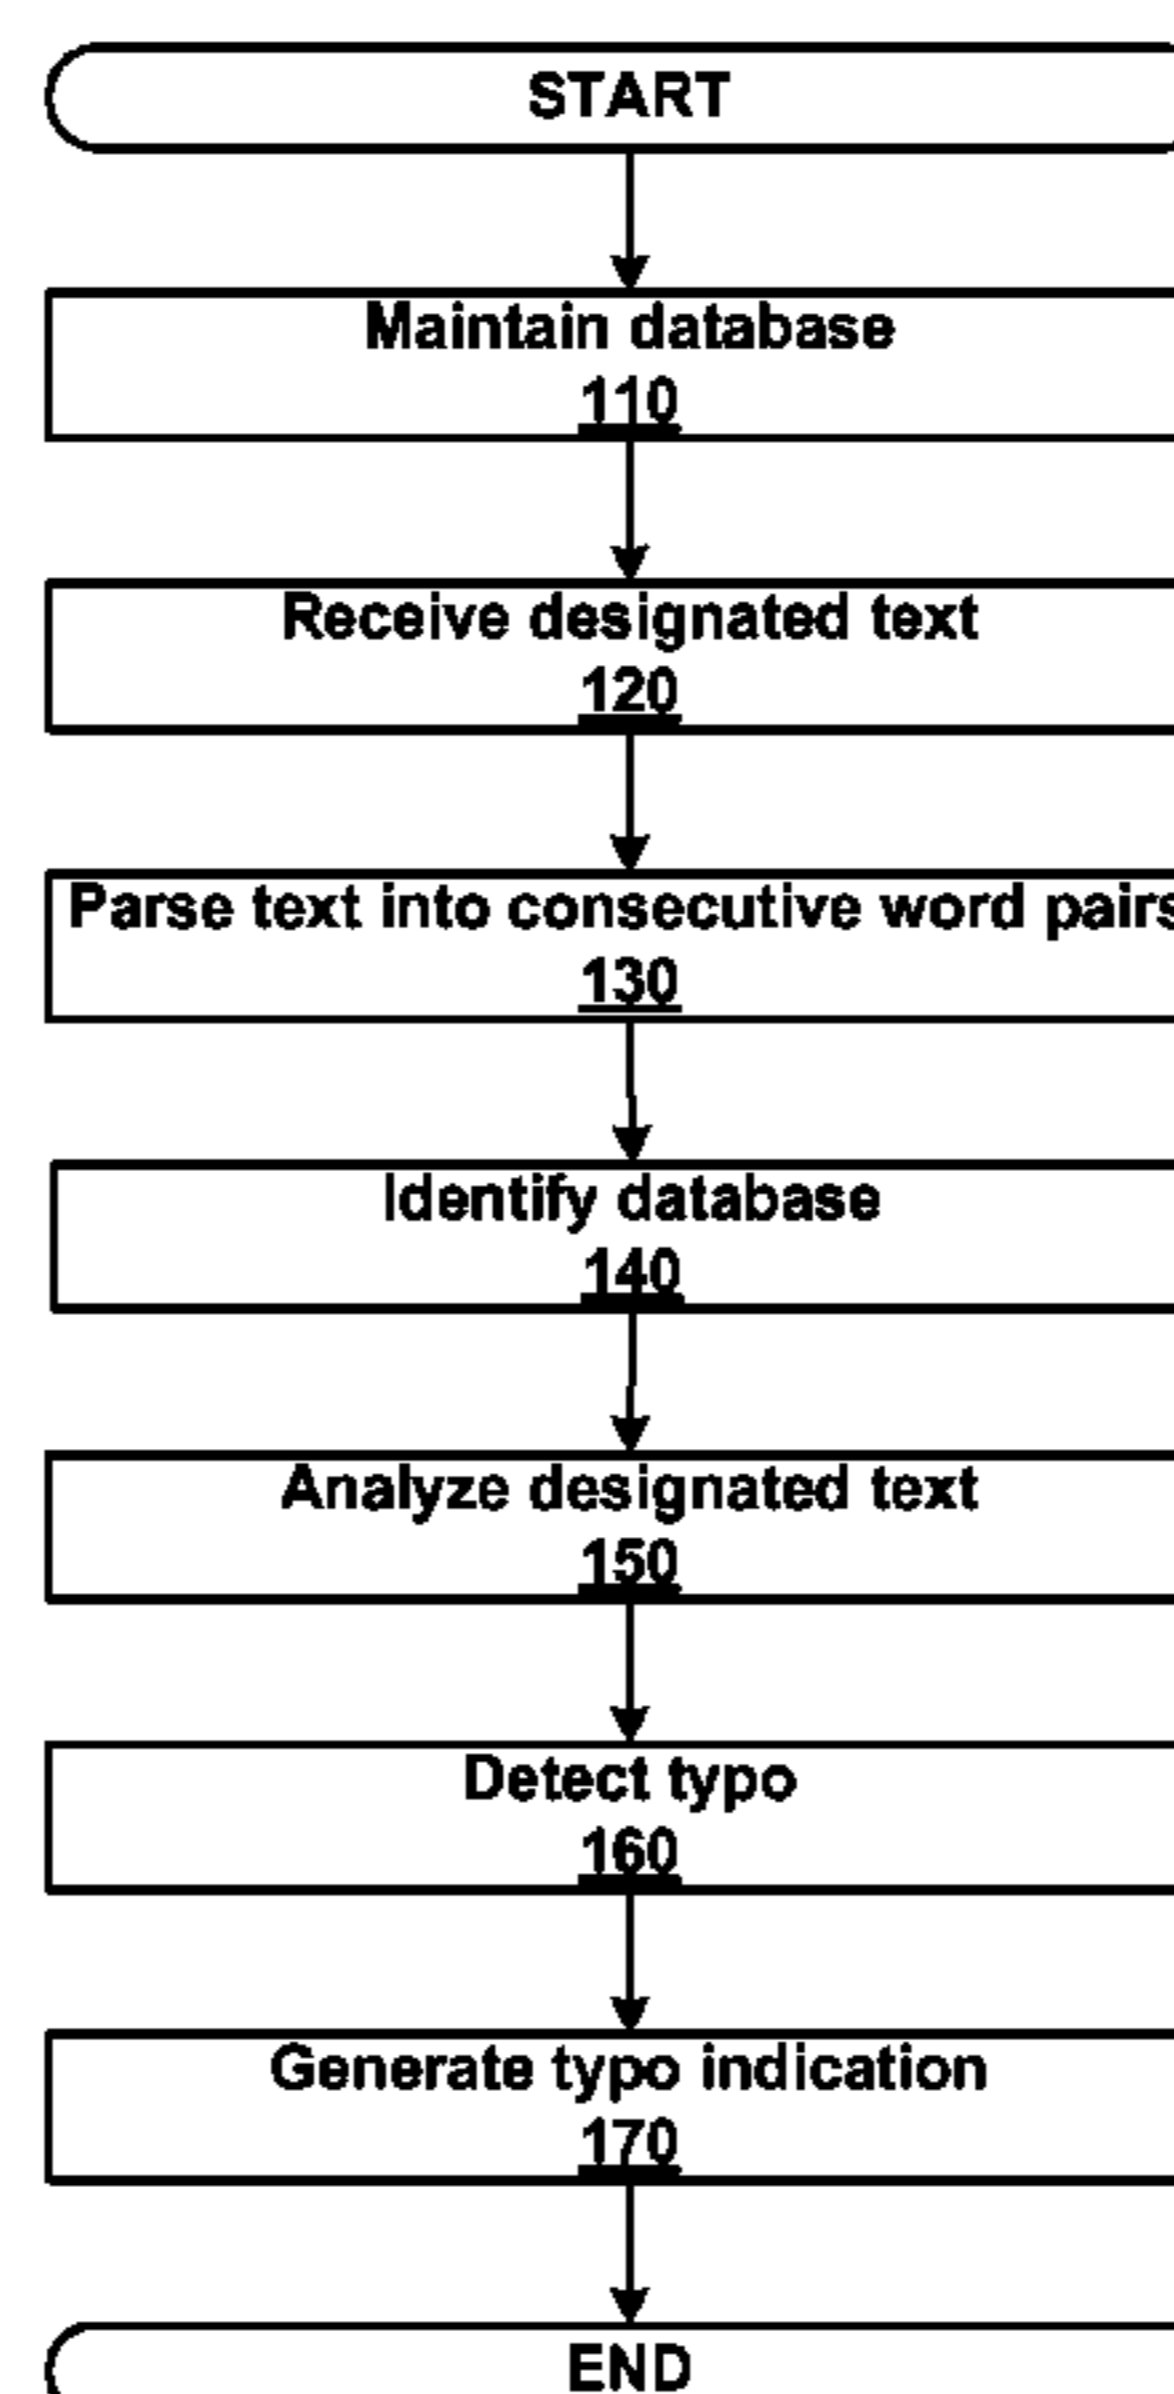 START
Maintain database
110
Receive designated text
120
Parse text into consecutive word pairs
130
Identify database
140
Analyze designated text
150
Detect typo
160
Generate typo indication
170
END